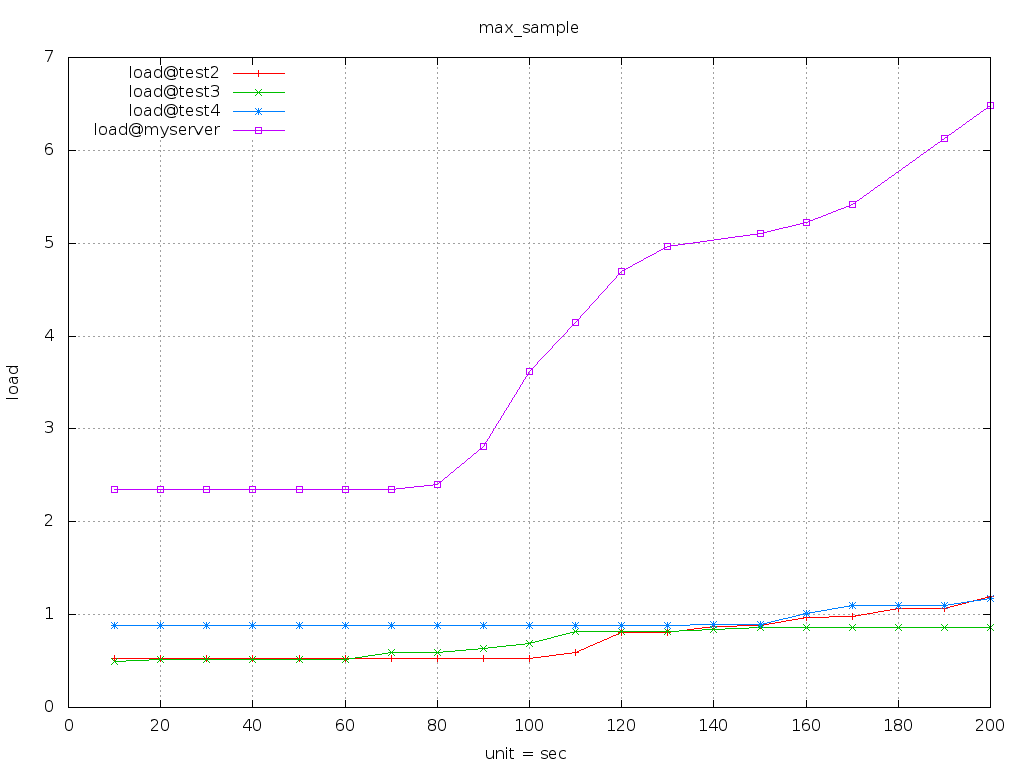 max_sample
load@test2
load@test3
load@test4
load@myserver
7
6
5
4
3
2
1
0
load
0 20 40 60 80 100 120 140 160 180 200
unit = sec